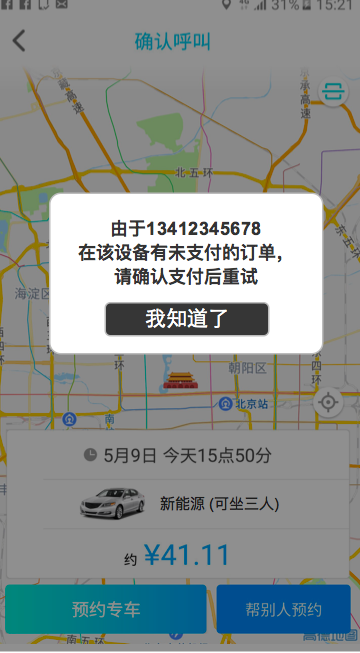 31% 15:21
确认呼叫
北五环
由于13412345678
在该设备有未支付的订单，
请确认支付后重试
我知道了
海淀区
朝阳区
北京站
5月9日 今天15点50分
新能源 (可坐三人)
约 ¥41.11
预约专车
帮别人预约
高德地图
南五环